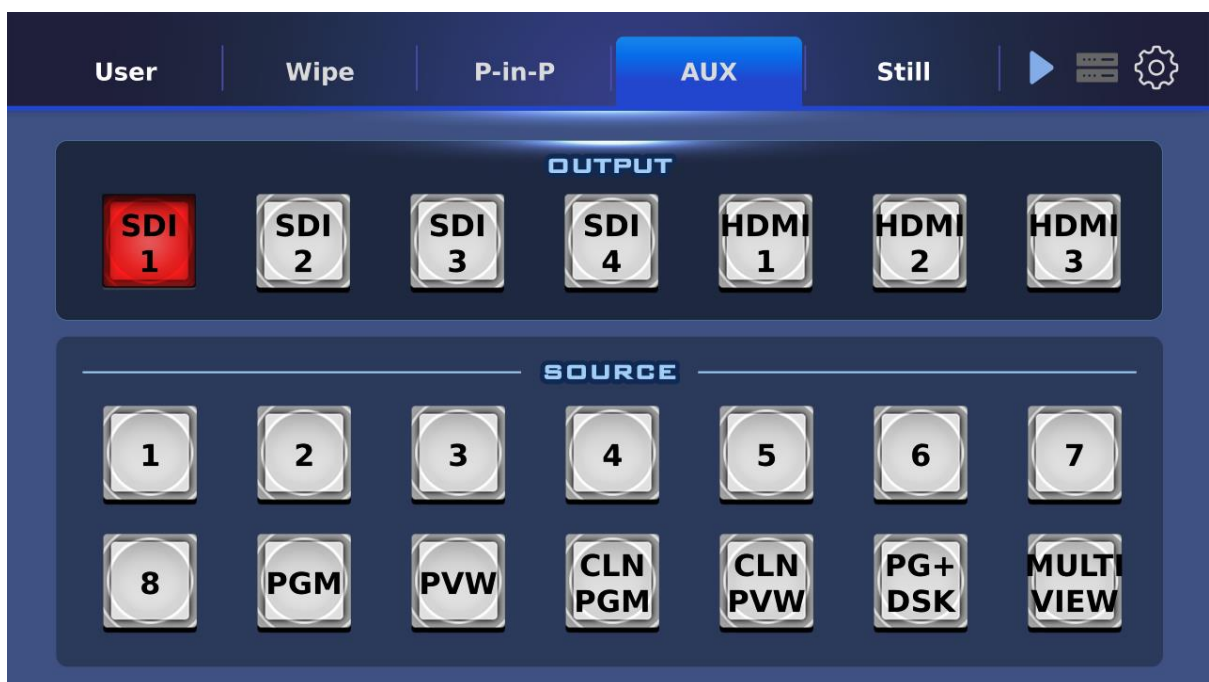 User Wipe P-in-P AUX Still
OUTPUT
SDI 1 SDI 2 SDI 3 SDI 4 HDMI 1 HDMI 2 HDMI 3
SOURCE
1 2 3 4 5 6 7
8 PGM PVW CLN PGM CLN PVW PG+ DSK MULTI VIEW